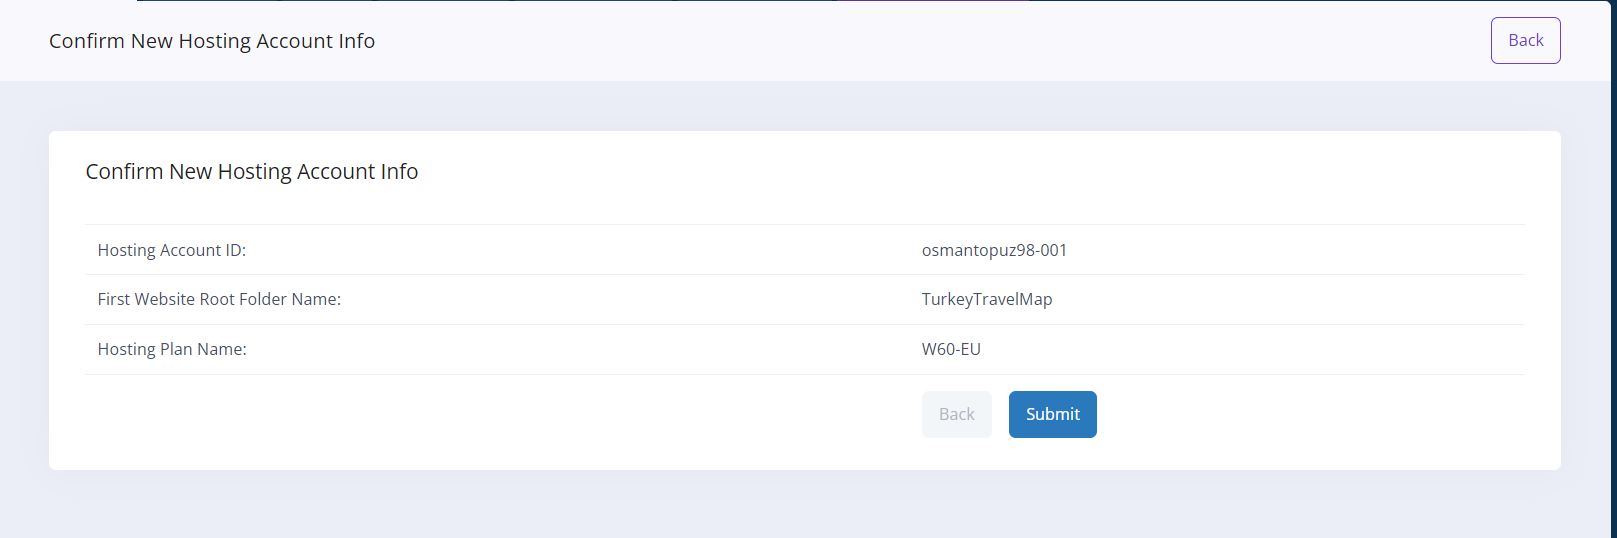 Confirm New Hosting Account Info
Back
Confirm New Hosting Account Info
Hosting Account ID: osmantopuz98-001
First Website Root Folder Name: TurkeyTravelMap
Hosting Plan Name: W60-EU
Back Submit